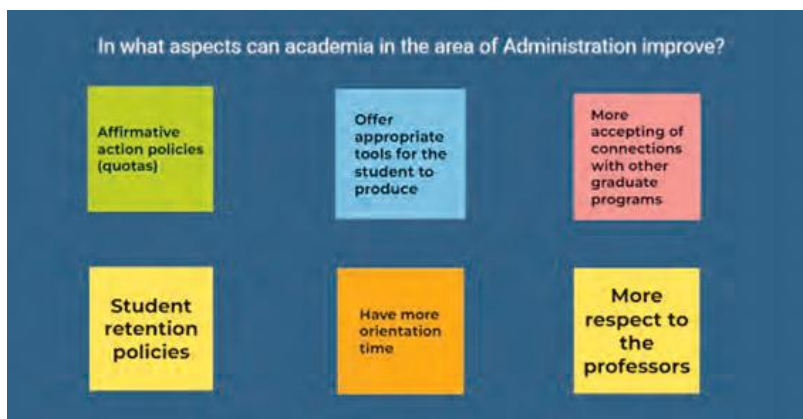 In what aspects can academia in the area of Administration improve?
Affirmative
action policies
(quotas)
Offer
appropriate
tools for the
student to
produce
More
accepting of
connections
with other
graduate
programs
Student
retention
policies
Have more
orientation
time
More
respect to
the
professors